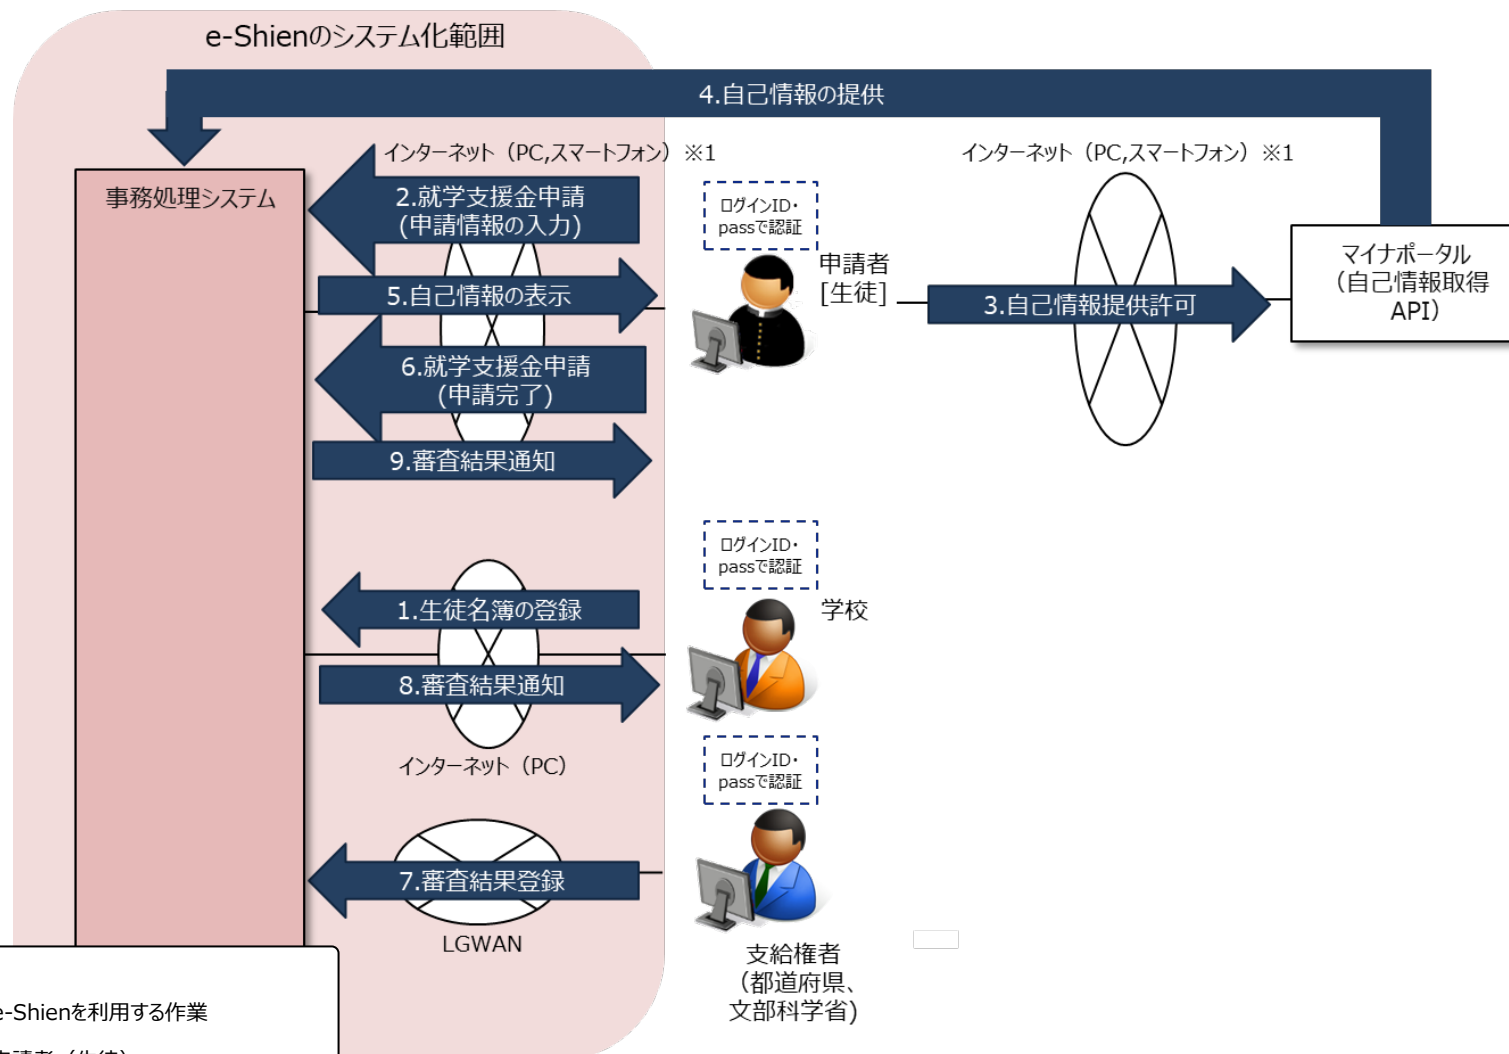 e-Shienのシステム化範囲
4.自己情報の提供
インターネット（PC,スマートフォン）※1
インターネット（PC,スマートフォン）※1
事務処理システム
2.就学支援金申請
(申請情報の入力)
ログインID・
passで認証
申請者
[生徒]
マイナポータル
（自己情報取得
API）
5.自己情報の表示
3.自己情報提供許可
6.就学支援金申請
(申請完了)
9.審査結果通知
ログインID・
passで認証
学校
1.生徒名簿の登録
8.審査結果通知
インターネット（PC）
ログインID・
passで認証
7.審査結果登録
LGWAN
支給権者
（都道府県、
文部科学省)
e-Shienを利用する作業